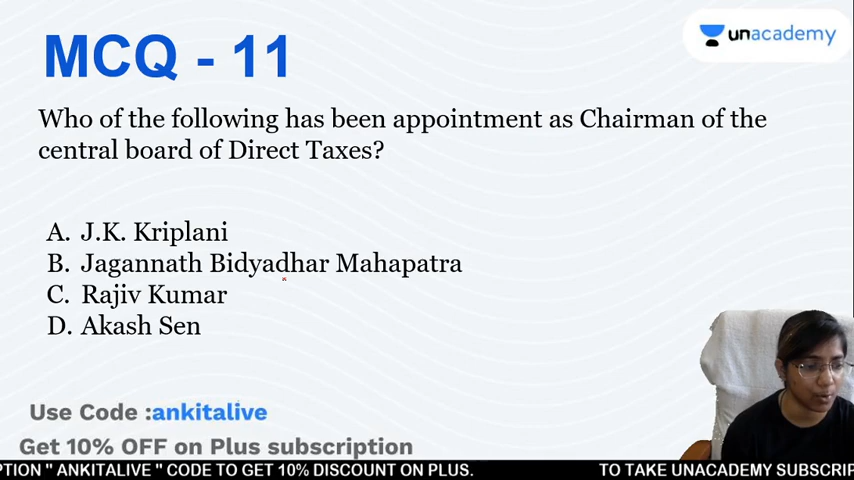 MCQ - 11
unacademy
Who of the following has been appointment as Chairman of the
central board of Direct Taxes?
A. J.K. Kriplani
B. Jagannath Bidyadhar Mahapatra
C. Rajiv Kumar
D. Akash Sen
Use Code :ankitalive
Get 10% OFF on Plus subscription
PTION " ANKITALIVE " CODE TO GET 10% DISCOUNT ON PLUS. TO TAKE UNACADEMY SUBSCRIP